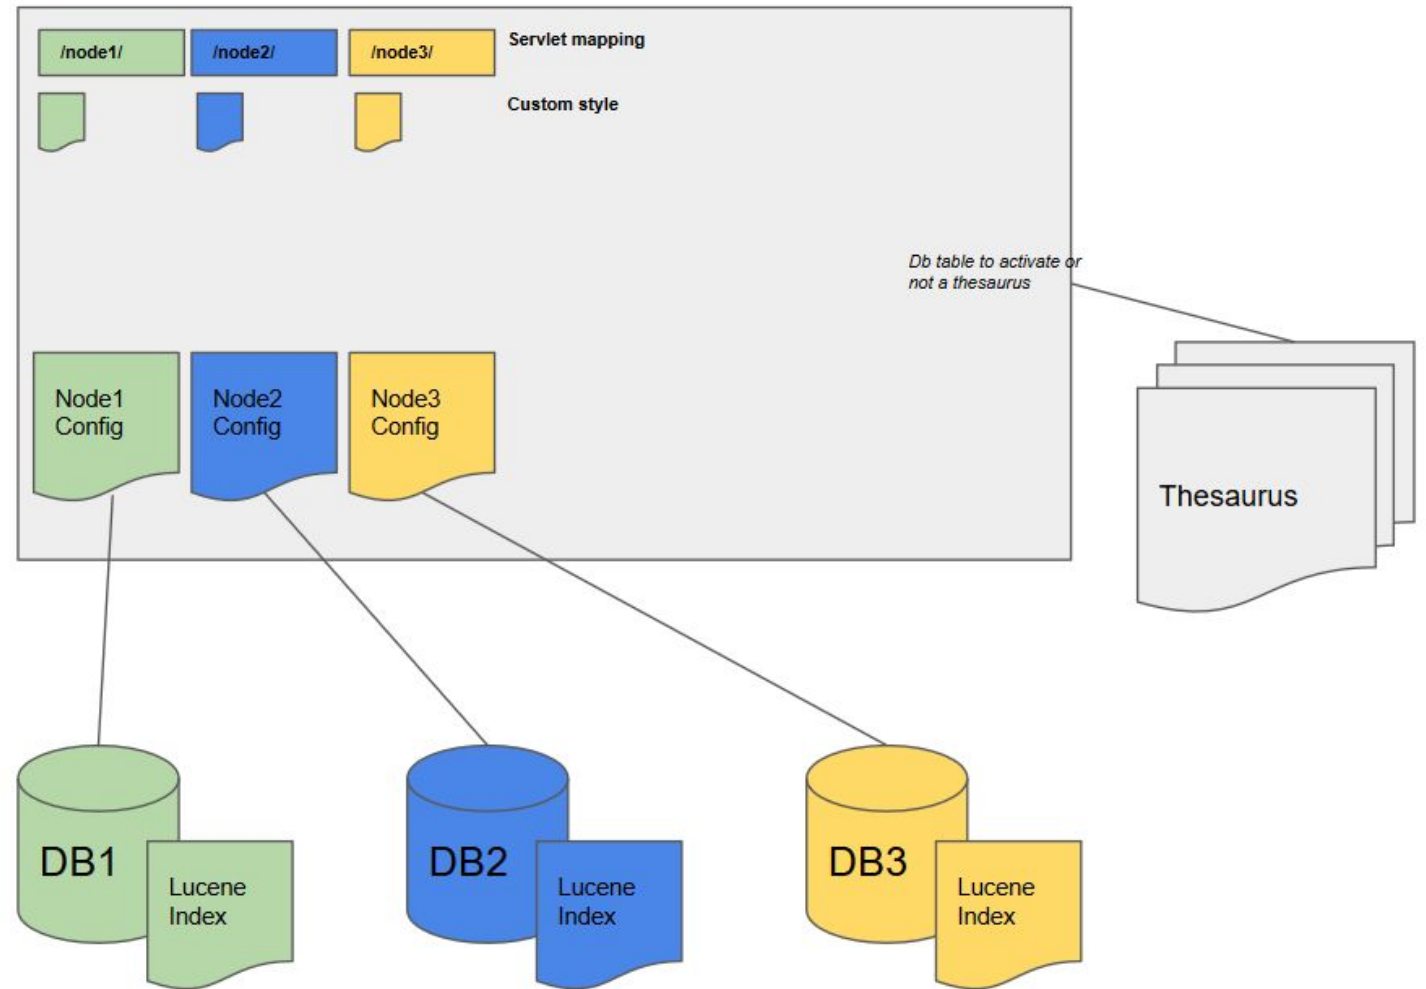 /node1/
/node2/
/node3/
Servlet mapping
Custom style
Db table to activate or
not a thesaurus
Node1
Config
Node2
Config
Node3
Config
Thesaurus
DB1
Lucene
Index
DB2
Lucene
Index
DB3
Lucene
Index